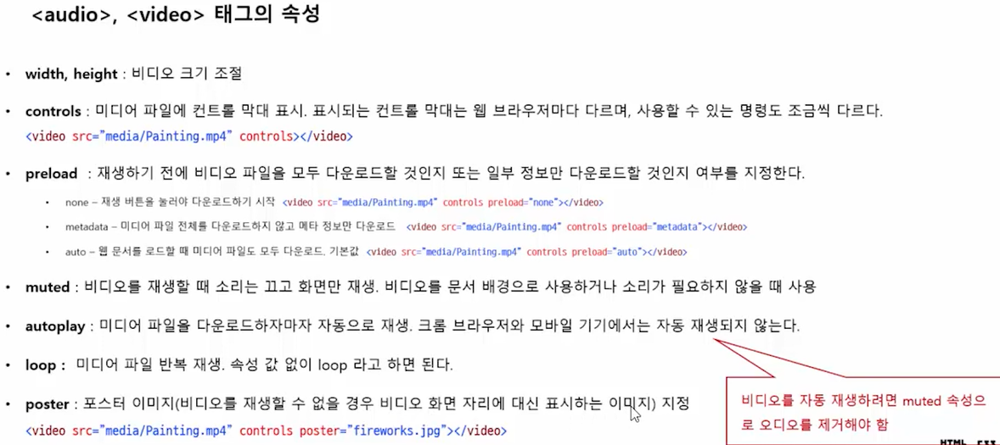 <audio>, <video> 태그의 속성
• width, height : 비디오 크기 조절
• controls : 미디어 파일에 컨트롤 막대 표시. 표시되는 컨트롤 막대는 웹 브라우저마다 다르며, 사용할 수 있는 명령도 조금씩 다르다.
<video src="media/Painting.mp4" controls></video>
• preload : 재생하기 전에 비디오 파일을 모두 다운로드할 것인지 또는 일부 정보만 다운로드할 것인지 여부를 지정한다.
• none – 재생 버튼을 눌러야 다운로드하기 시작 <video src="media/Painting.mp4" controls preload="none"></video>
• metadata – 미디어 파일 전체를 다운로드하지 않고 메타 정보만 다운로드 <video src="media/Painting.mp4" controls preload="metadata"></video>
• auto – 웹 문서를 로드할 때 미디어 파일도 모두 다운로드. 기본값 <video src="media/Painting.mp4" controls preload="auto"></video>
• muted : 비디오를 재생할 때 소리는 끄고 화면만 재생. 비디오를 문서 배경으로 사용하거나 소리가 필요하지 않을 때 사용
• autoplay : 미디어 파일을 다운로드하자마자 자동으로 재생. 크롬 브라우저와 모바일 기기에서는 자동 재생되지 않는다.
• loop : 미디어 파일 반복 재생. 속성 값 없이 loop 라고 하면 된다.
• poster : 포스터 이미지(비디오를 재생할 수 없을 경우 비디오 화면 자리에 대신 표시하는 이미지) 지정
<video src="media/Painting.mp4" controls poster="fireworks.jpg"></video>
비디오를 자동 재생하려면 muted 속성으
로 오디오를 제거해야 함
HTML